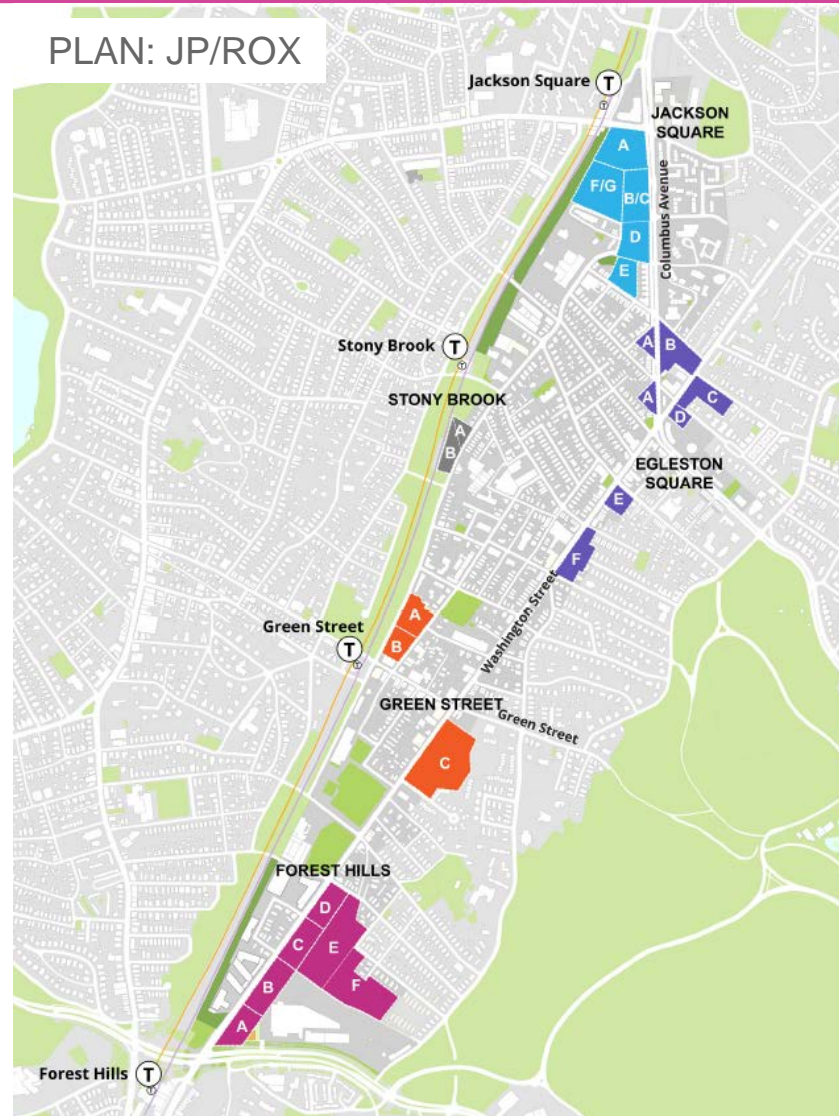 PLAN: JP/ROX
Jackson Square T
T
JACKSON
SQUARE
A
F/G
B/C
Columbus Avenue
D
E
A
B
Stony Brook T
T
A
C
D
STONY BROOK
A
B
EGLESTON
SQUARE
E
F
Washington Street
A
Green Street
B
T
T
GREEN STREET
Green Street
C
FOREST HILLS
D
C
E
B
F
A
Forest Hills T
T